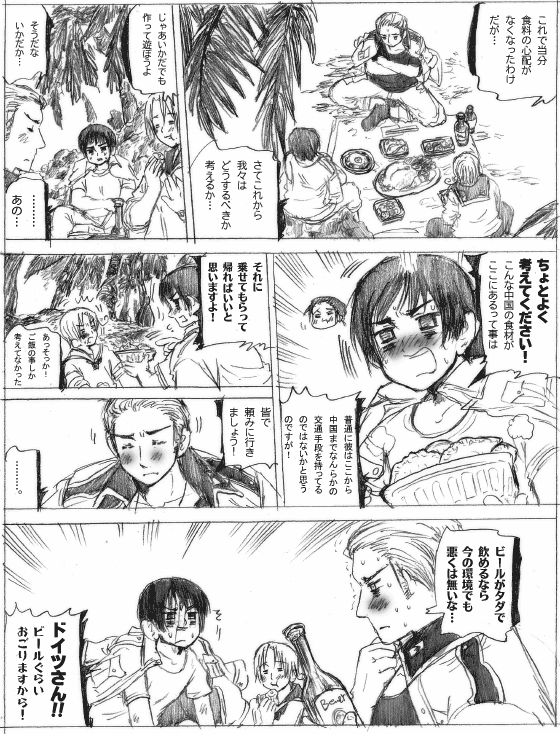 これで当分
食料の心配が
なくなったわけ
だが…
さてこれから
我々は
どうするべきか
考えるか…
じゃあいかだでも
作って遊ぼうよ
そうだな
いかだか…
………
あの…
ちょとよく
考えてください!
こんな中国の食材が
ここにあるって事は
普通に彼はここから
中国までなんらかの
交通手段を持ってる
のではないかと思う
のですが!
それに
乗せてもらって
帰ればいいと
思いますよ!
あっそっか!
ご飯の事しか
考えてなかった
皆で
頼みに行き
ましょう!
………。
ビールがタダで
飲めるなら
今の環境でも
悪くは無いな…
Beer
ドイツさん!!
ビールぐらい
おごりますから!